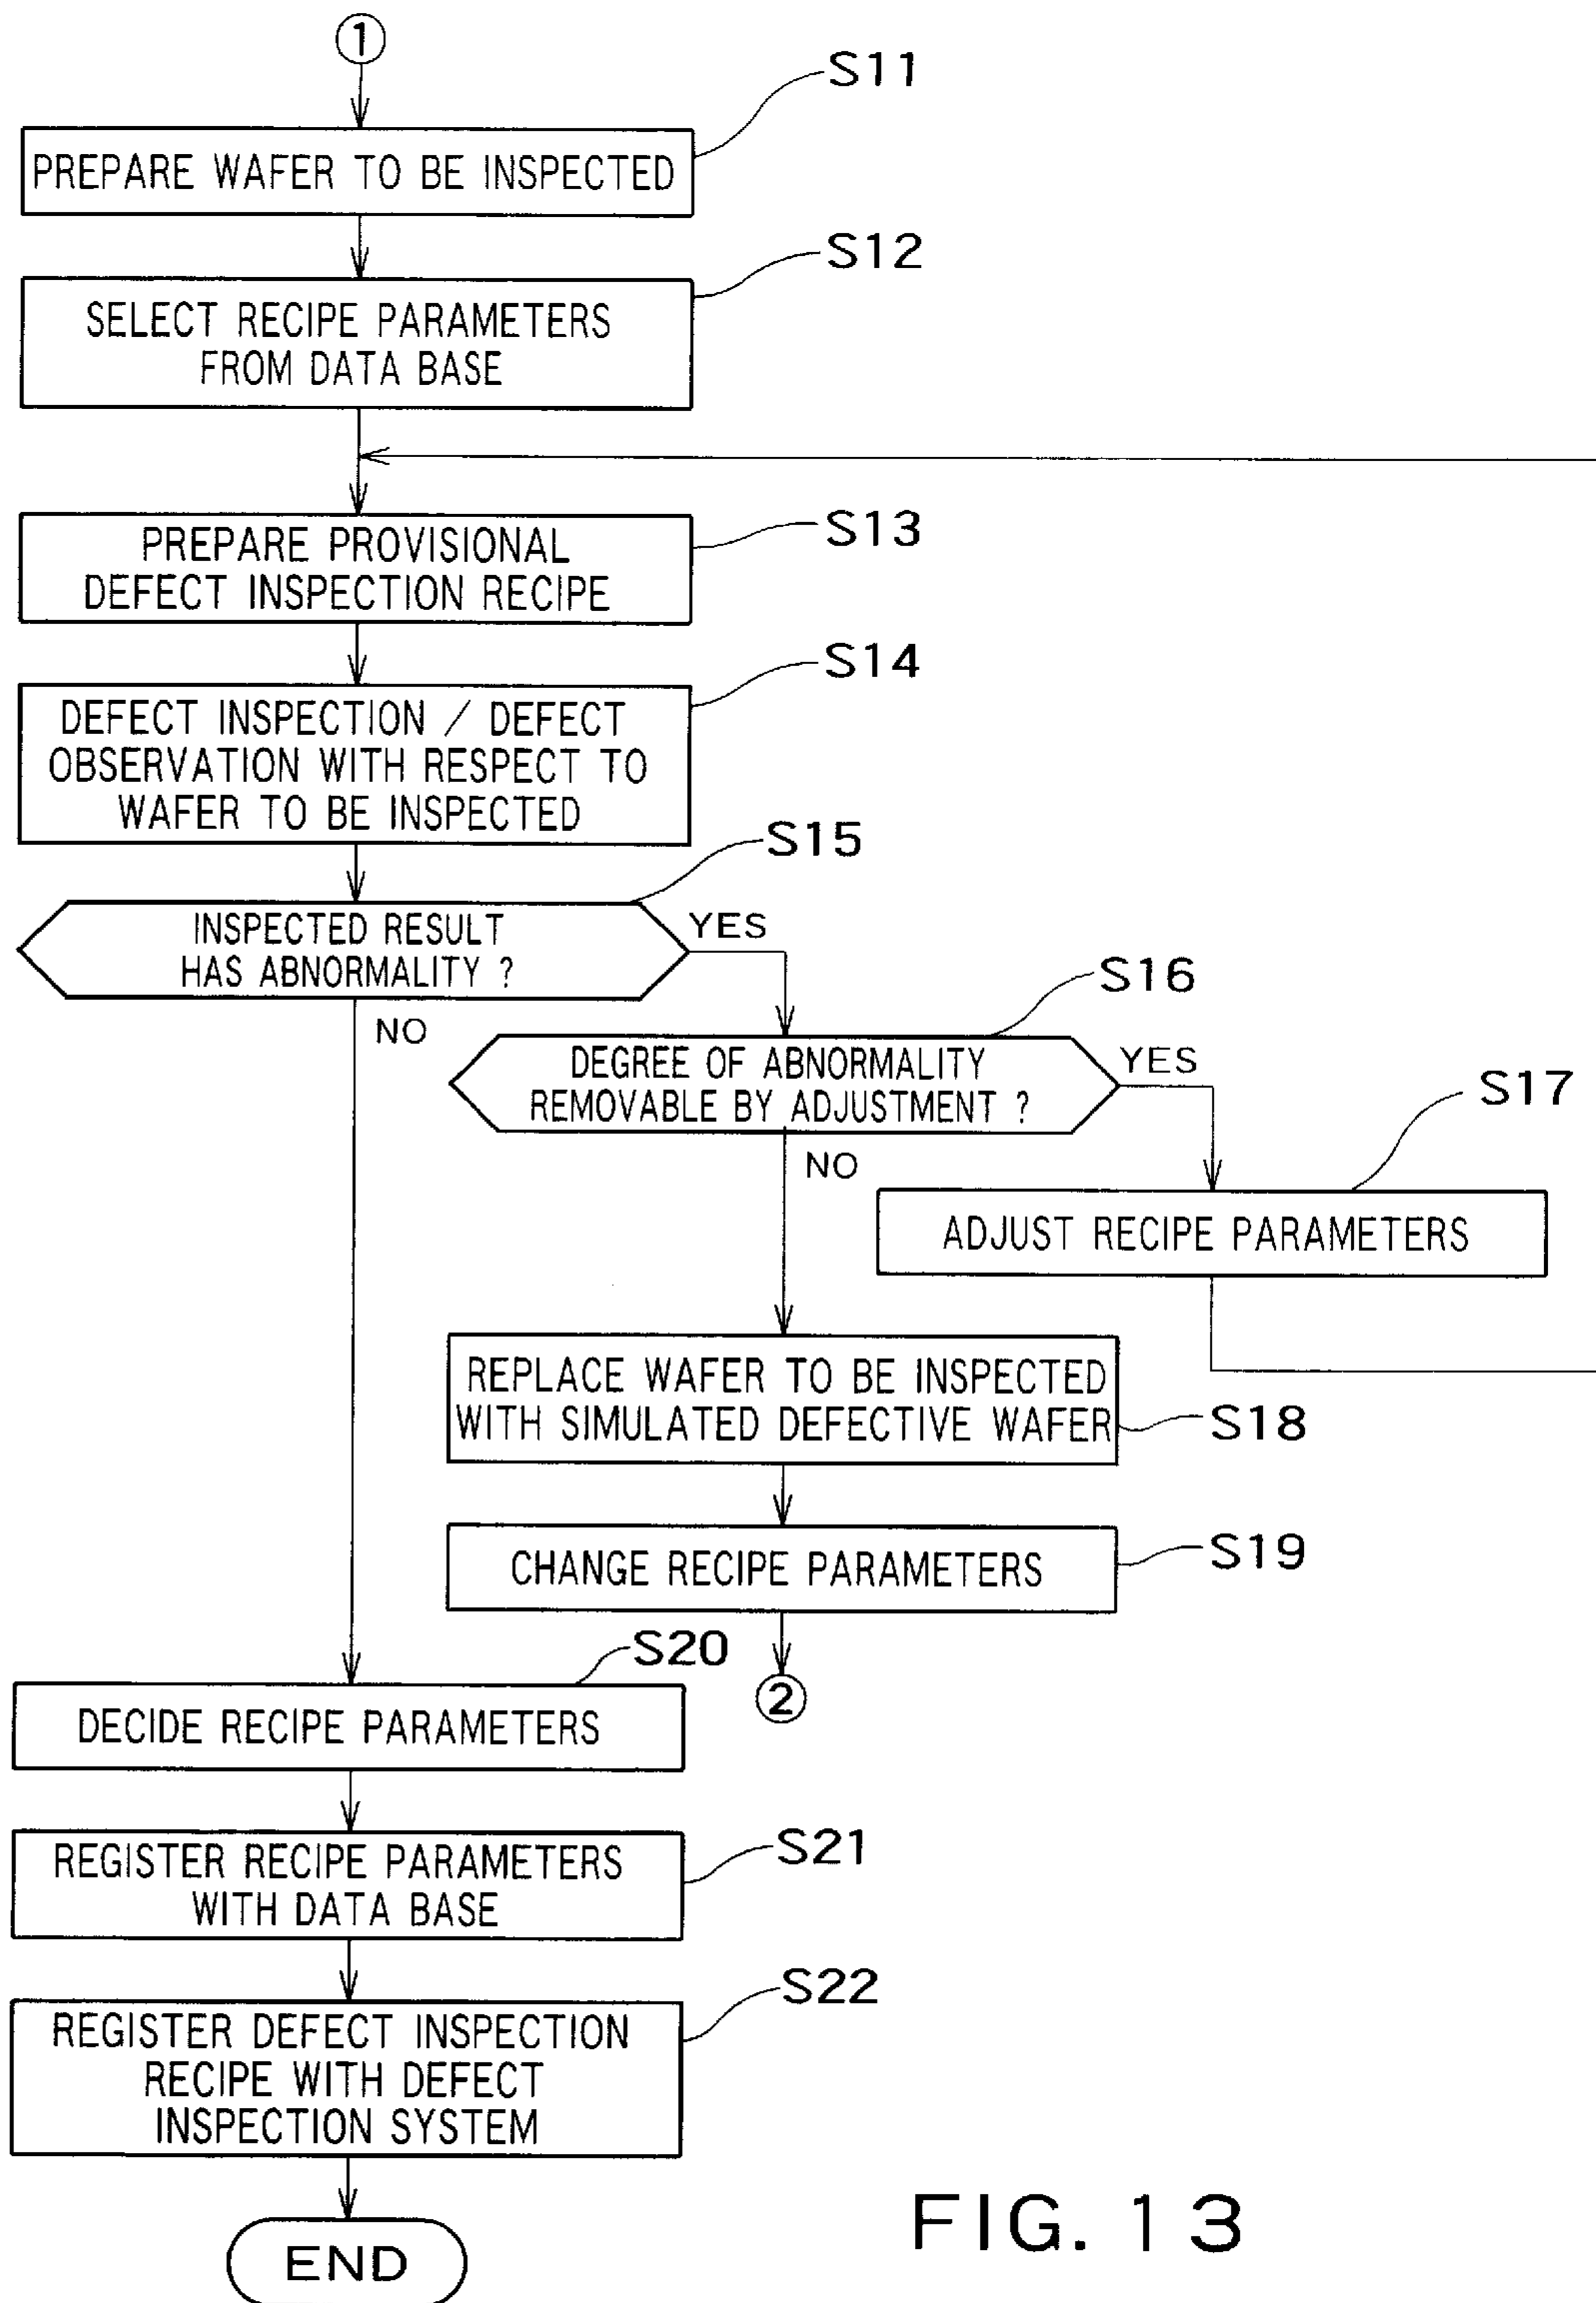 ①
S11
PREPARE WAFER TO BE INSPECTED
S12
SELECT RECIPE PARAMETERS
FROM DATA BASE
S13
PREPARE PROVISIONAL
DEFECT INSPECTION RECIPE
S14
DEFECT INSPECTION / DEFECT
OBSERVATION WITH RESPECT TO
WAFER TO BE INSPECTED
S15
INSPECTED RESULT
HAS ABNORMALITY ?
YES
NO
S16
DEGREE OF ABNORMALITY
REMOVABLE BY ADJUSTMENT ?
YES
NO
S17
ADJUST RECIPE PARAMETERS
REPLACE WAFER TO BE INSPECTED
WITH SIMULATED DEFECTIVE WAFER
S18
CHANGE RECIPE PARAMETERS
S19
②
S20
DECIDE RECIPE PARAMETERS
S21
REGISTER RECIPE PARAMETERS
WITH DATA BASE
S22
REGISTER DEFECT INSPECTION
RECIPE WITH DEFECT
INSPECTION SYSTEM
END
FIG. 13